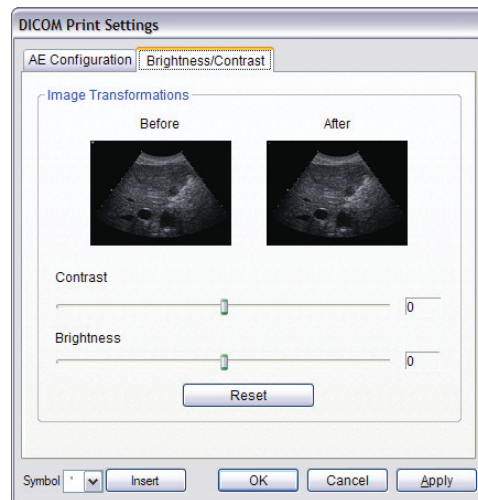 DICOM Print Settings
AE Configuration Brightness/Contrast
Image Transformations
Before After
Contrast
0
Brightness
0
Reset
Symbol ° Insert OK Cancel Apply